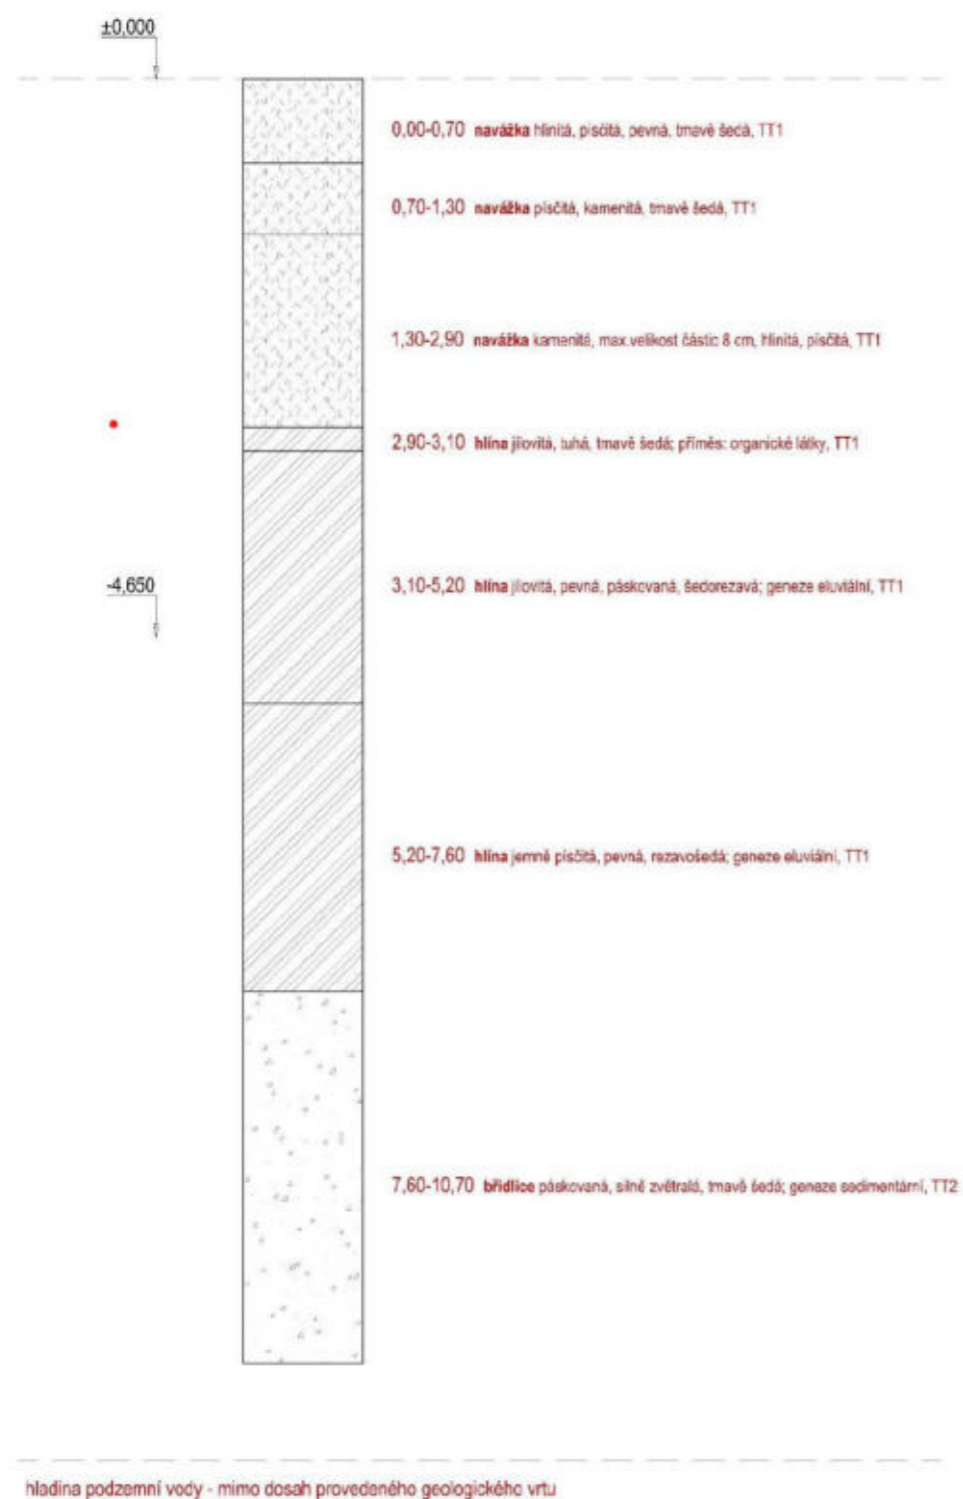 ±0,000
0,00-0,70 navážka hlinitá, písčitá, pevná, tmavě šedá, TT1
0,70-1,30 navážka písčitá, kamenitá, tmavě šedá, TT1
1,30-2,90 navážka kamenitá, max.velikost částic 8 cm, hlinitá, písčitá, TT1
2,90-3,10 hlína jílovitá, tuhá, tmavě šedá; příměs: organické látky, TT1
-4,650
3,10-5,20 hlína jílovitá, pevná, páskovaná, šedorezavá; geneze eluviální, TT1
5,20-7,60 hlína jemně písčitá, pevná, rezavošedá; geneze eluviální, TT1
7,60-10,70 břidlice páskovaná, silně zvětralá, tmavě šedá; geneze sedimentární, TT2
hladina podzemní vody - mimo dosah provedeného geologického vrtu